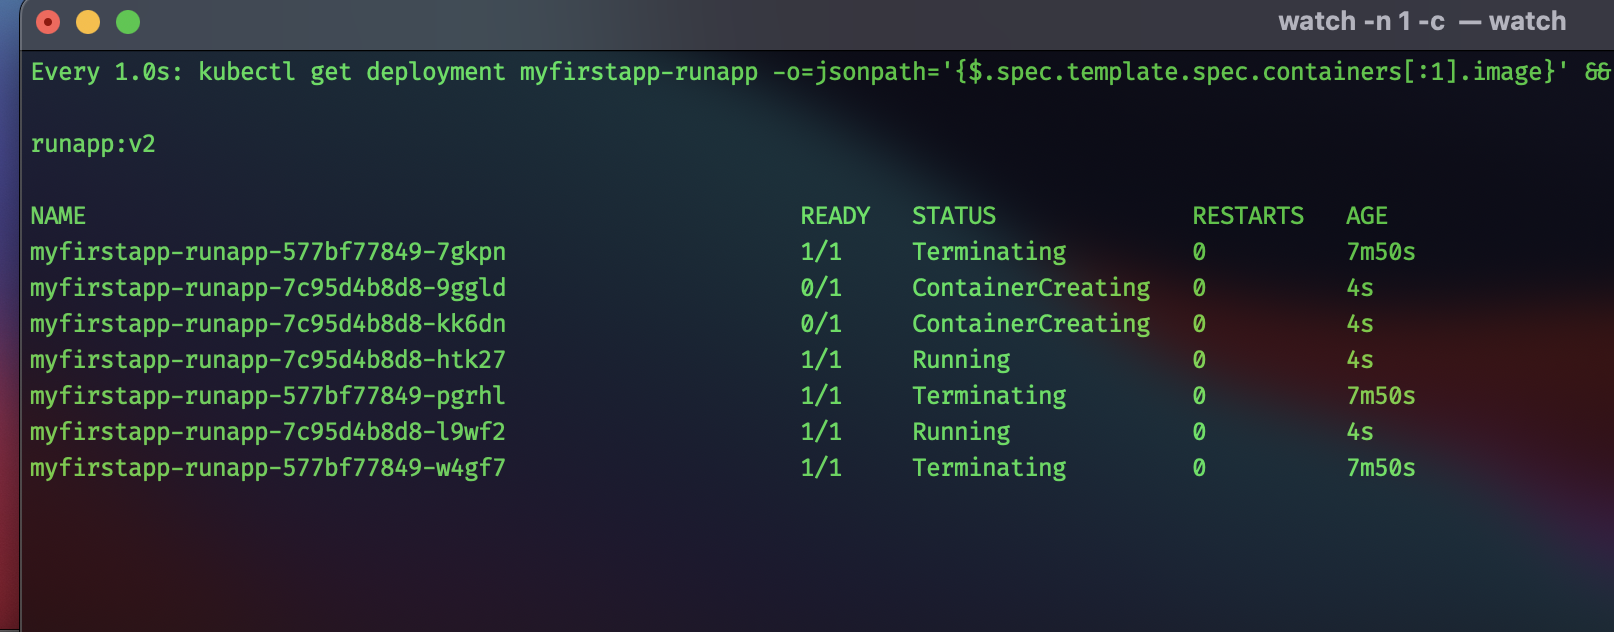 watch -n 1 -c — watch
Every 1.0s: kubectl get deployment myfirstapp-runapp -o=jsonpath='{$.spec.template.spec.containers[:1].image}' &&
runapp:v2
NAME READY STATUS RESTARTS AGE
myfirstapp-runapp-577bf77849-7gkpn 1/1 Terminating 0 7m50s
myfirstapp-runapp-7c95d4b8d8-9ggld 0/1 ContainerCreating 0 4s
myfirstapp-runapp-7c95d4b8d8-kk6dn 0/1 ContainerCreating 0 4s
myfirstapp-runapp-7c95d4b8d8-htk27 1/1 Running 0 4s
myfirstapp-runapp-577bf77849-pgrhl 1/1 Terminating 0 7m50s
myfirstapp-runapp-7c95d4b8d8-l9wf2 1/1 Running 0 4s
myfirstapp-runapp-577bf77849-w4gf7 1/1 Terminating 0 7m50s